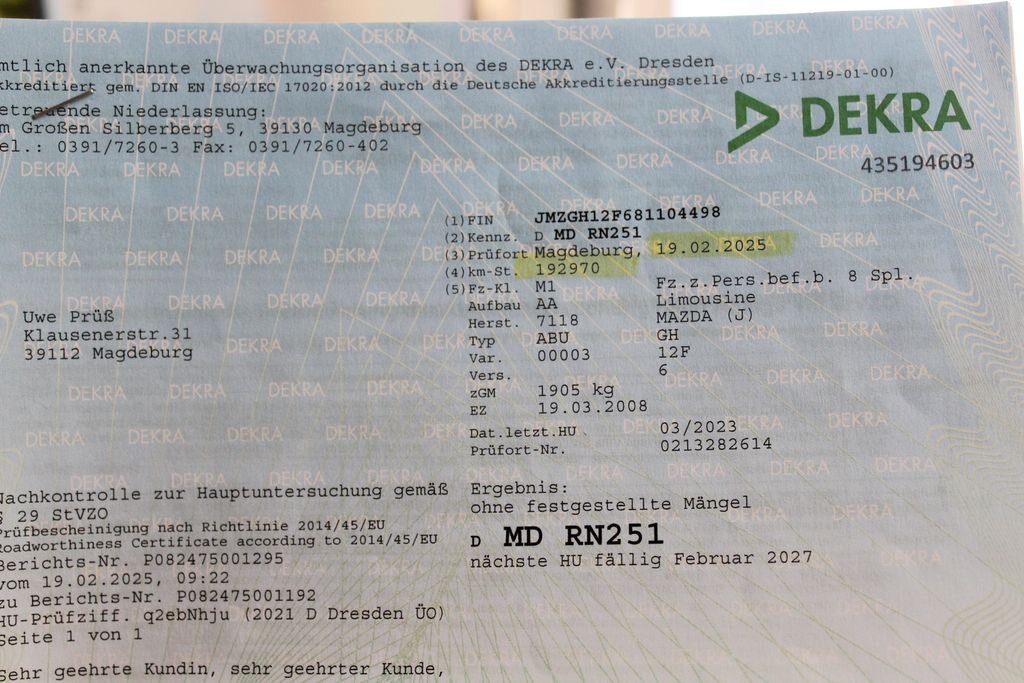 mtlich anerkannte Überwachungsorganisation des DEKRA e.V. Dresden
kkreditiert gem. DIN EN ISO/IEC 17020:2012 durch die Deutsche Akkreditierungsstelle (D-IS-11219-01-00)
etreuende Niederlassung:
m Großen Silberberg 5, 39130 Magdeburg
el.: 0391/7260-3 Fax: 0391/7260-402
DEKRA
435194603
(1) FIN JMZGH12F681104498
(2) Kennz. D MD RN251
(3) Prüfort Magdeburg, 19.02.2025
(4) km-St. 192970
(5) Fz-Kl. M1 Fz.z.Pers.bef.b. 8 Spl.
Aufbau AA Limousine
Herst. 7118 MAZDA (J)
Typ ABU GH
Var. 00003 12F
Vers. 6
zGM 1905 kg
EZ 19.03.2008
Dat.letzt.HU 03/2023
Prüfort-Nr. 0213282614
Uwe Prüß
Klausenerstr.31
39112 Magdeburg
Nachkontrolle zur Hauptuntersuchung gemäß
§ 29 StVZO
Prüfbescheinigung nach Richtlinie 2014/45/EU
Roadworthiness Certificate according to 2014/45/EU
Berichts-Nr. P082475001295
vom 19.02.2025, 09:22
zu Berichts-Nr. P082475001192
HU-Prüfziff. q2ebNhju (2021 D Dresden ÜO)
Seite 1 von 1
Ergebnis:
ohne festgestellte Mängel
D MD RN251
nächste HU fällig Februar 2027
Sehr geehrte Kundin, sehr geehrter Kunde,